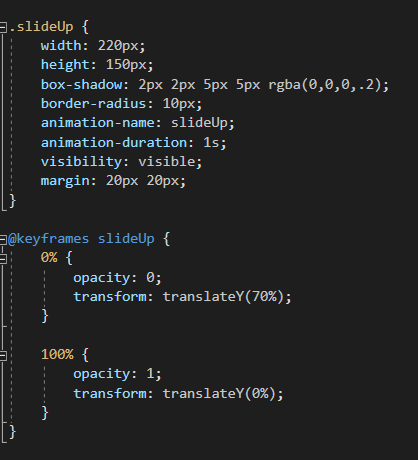 .slideUp {
width: 220px;
height: 150px;
box-shadow: 2px 2px 5px 5px rgba(0,0,0,.2);
border-radius: 10px;
animation-name: slideUp;
animation-duration: 1s;
visibility: visible;
margin: 20px 20px;
}
@keyframes slideUp {
0% {
opacity: 0;
transform: translateY(70%);
}
100% {
opacity: 1;
transform: translateY(0%);
}
}